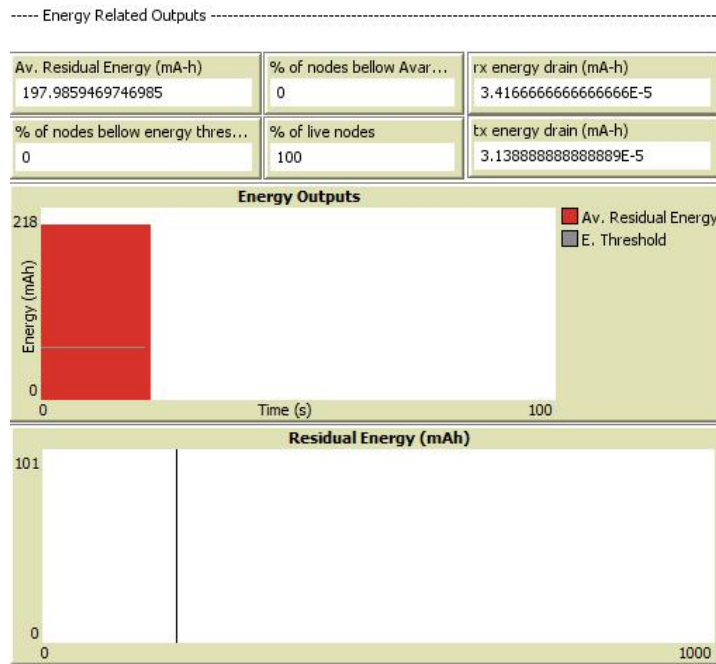 ----- Energy Related Outputs -----
Av. Residual Energy (mA-h)
197.9859469746985
% of nodes bellow Avar...
0
rx energy drain (mA-h)
3.4166666666666666E-5
% of nodes bellow energy thres...
0
% of live nodes
100
tx energy drain (mA-h)
3.138888888888889E-5
Energy Outputs
218
Energy (mAh)
0
0
Time (s)
100
Av. Residual Energy
E. Threshold
Residual Energy (mAh)
101
0
0
1000